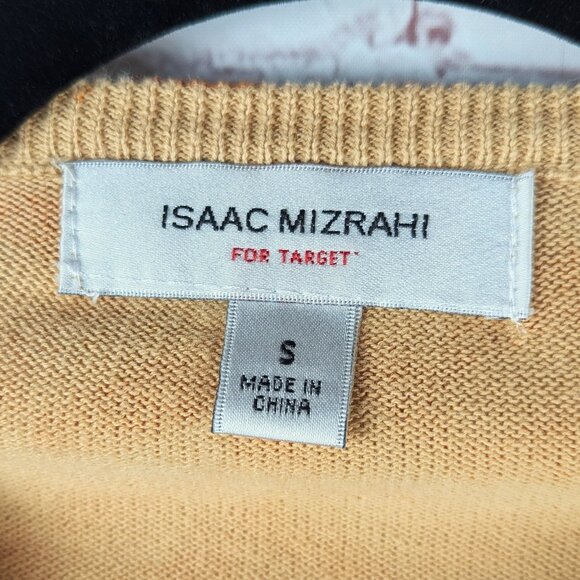 ISAAC MIZRAHI
FOR TARGET
S
MADE IN
CHINA